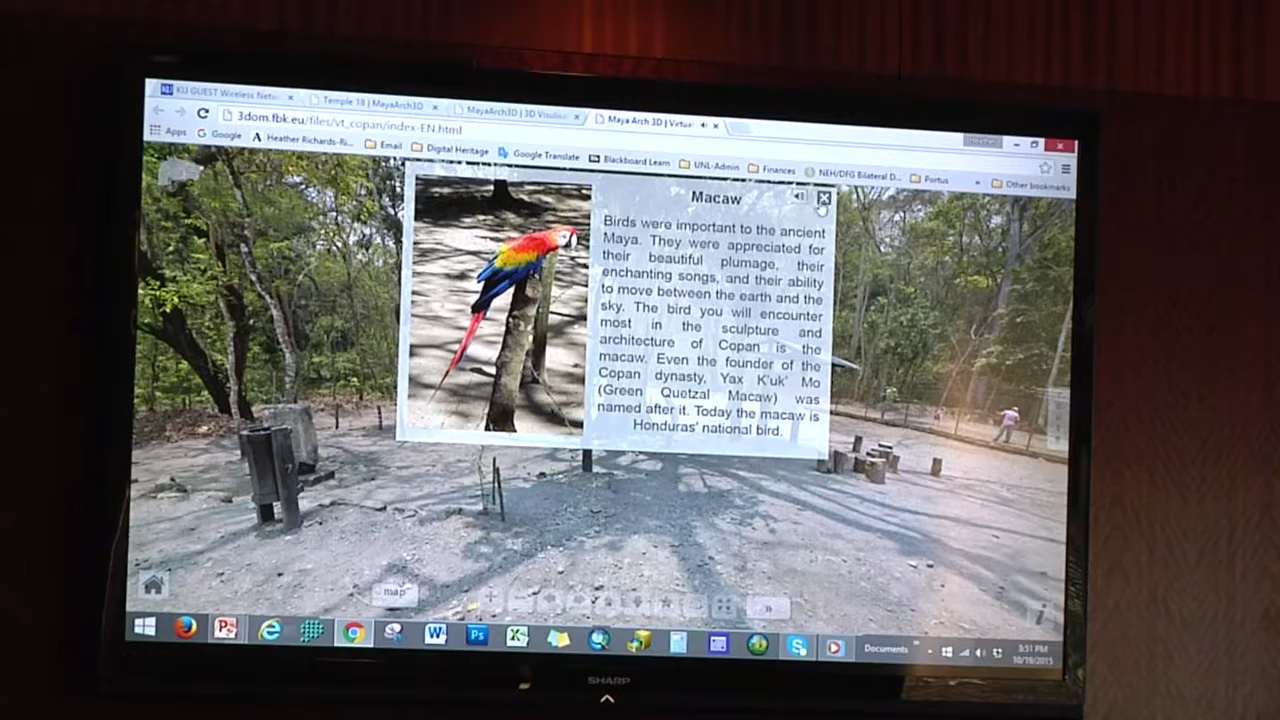 KLI GUEST Wireless Netw
Temple 18 | MayaArch3D
MayaArch3D | 3D Visualis
Maya Arch 3D | Virtua
3dom.fbk.eu/files/vt_copan/index-EN.html
Apps
Google
Heather Richards-Ri...
Email
Digital Heritage
Google Translate
Blackboard Learn
UNL-Admin
Finances
NEH/DFG Bilateral D...
Portus
»
Other bookmarks
Macaw
Birds were important to the ancient
Maya. They were appreciated for
their beautiful plumage, their
enchanting songs, and their ability
to move between the earth and the
sky. The bird you will encounter
most in the sculpture and
architecture of Copan is the
macaw. Even the founder of the
Copan dynasty, Yax K'uk' Mo
(Green Quetzal Macaw) was
named after it. Today the macaw is
Honduras' national bird.
map
»
Documents
3:51 PM
10/19/2015
SHARP